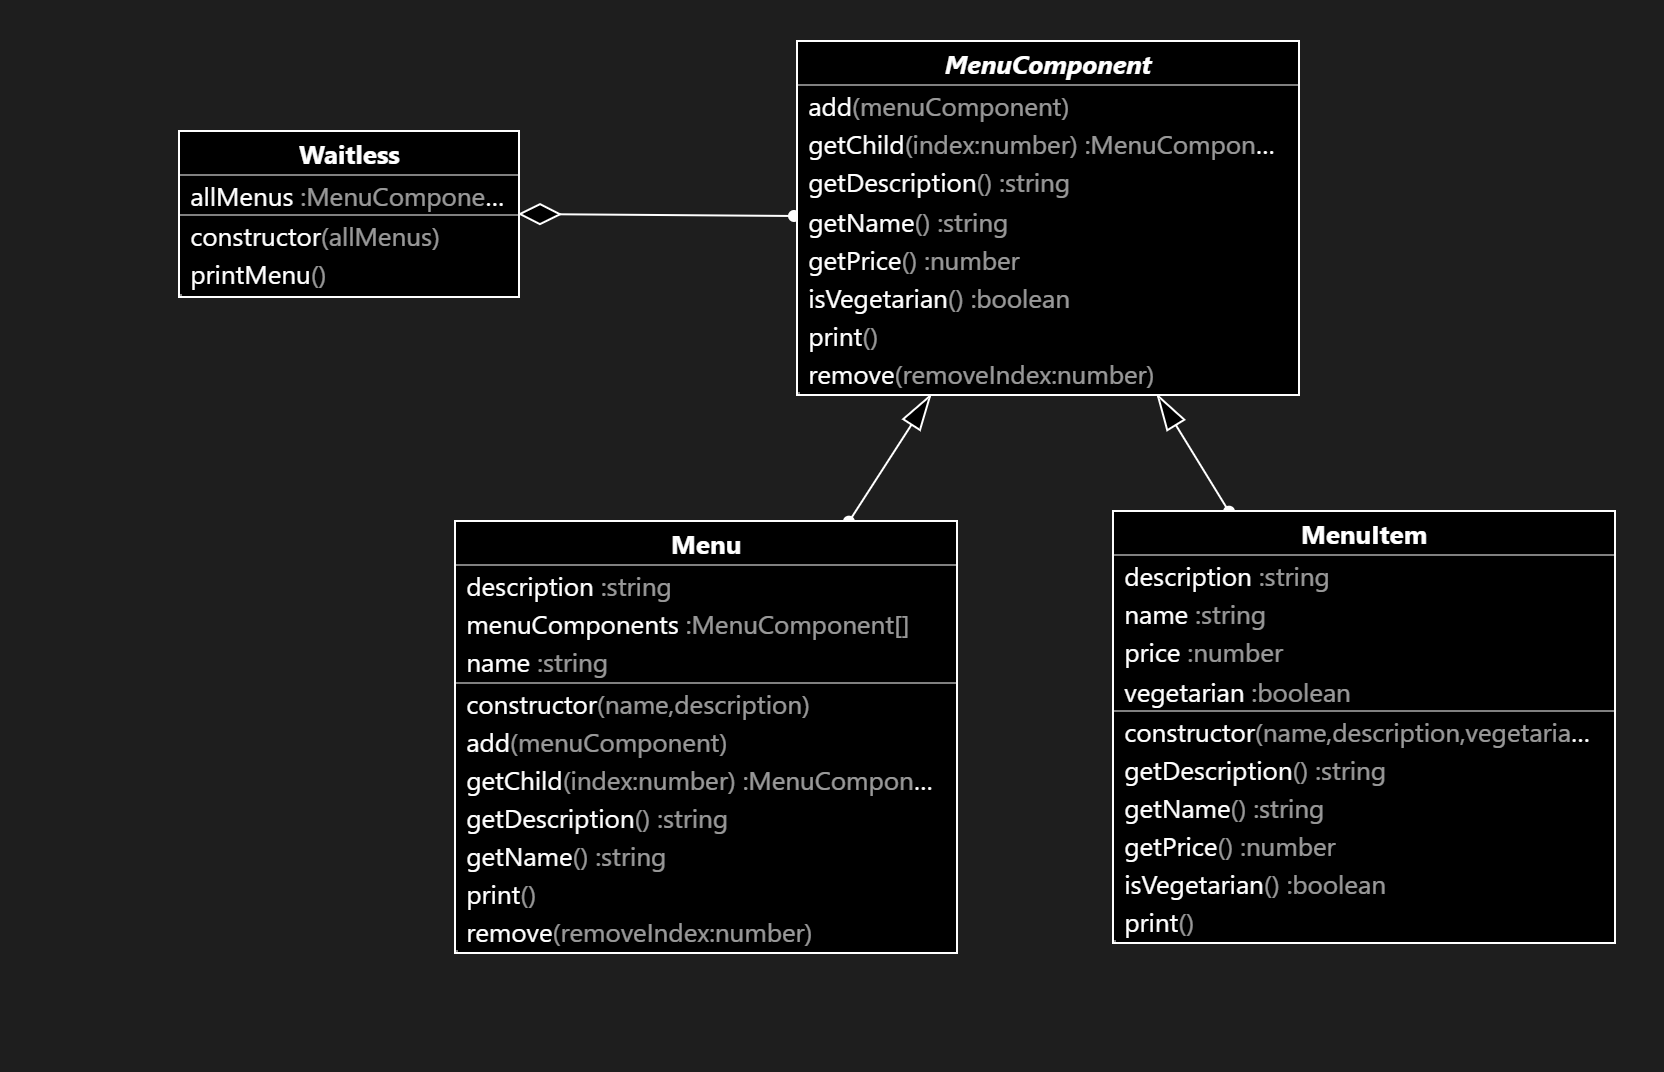 MenuComponent
add(menuComponent)
getChild(index:number) :MenuCompon...
getDescription() :string
getName() :string
getPrice() :number
isVegetarian() :boolean
print()
remove(removeIndex:number)
Waitless
allMenus :MenuCompone...
constructor(allMenus)
printMenu()
Menu
description :string
menuComponents :MenuComponent[]
name :string
constructor(name,description)
add(menuComponent)
getChild(index:number) :MenuCompon...
getDescription() :string
getName() :string
print()
remove(removeIndex:number)
MenuItem
description :string
name :string
price :number
vegetarian :boolean
constructor(name,description,vegetaria...
getDescription() :string
getName() :string
getPrice() :number
isVegetarian() :boolean
print()